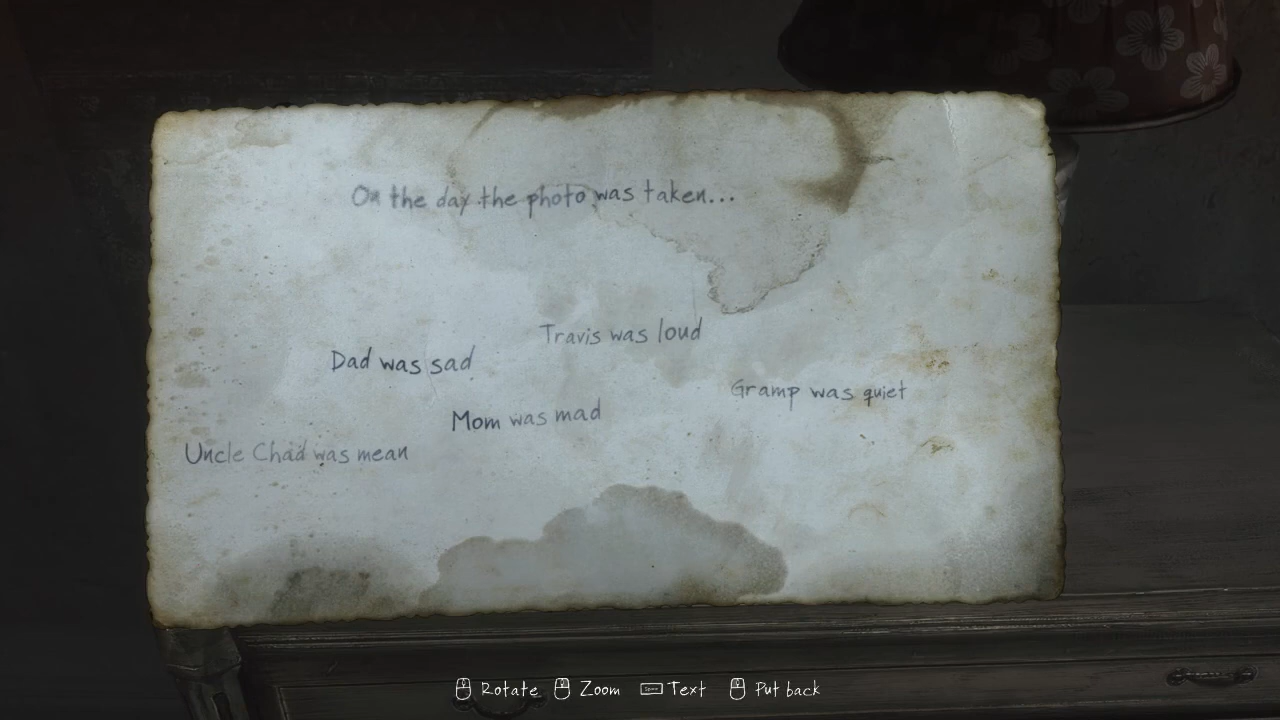 On the day the photo was taken...
Travis was loud
Dad was sad
Gramp was quiet
Mom was mad
Uncle Chad was mean
Rotate Zoom Text Put back